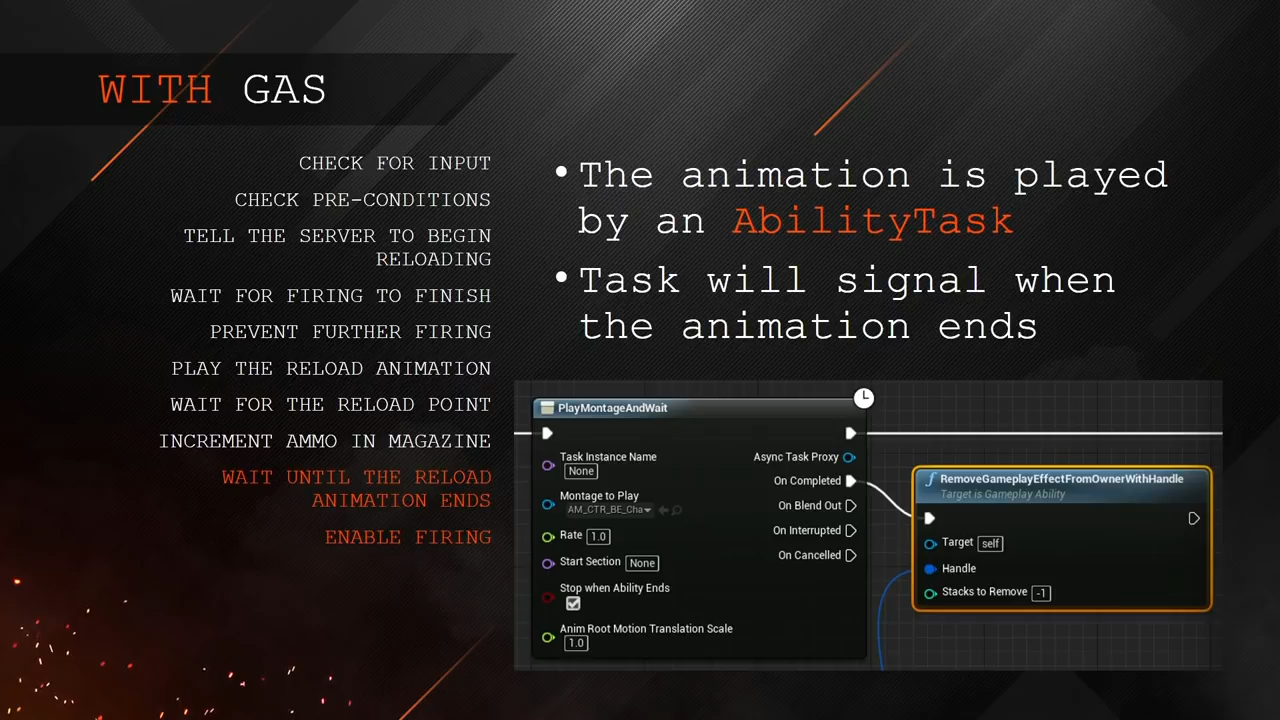 WITH GAS
CHECK FOR INPUT
CHECK PRE-CONDITIONS
TELL THE SERVER TO BEGIN
RELOADING
WAIT FOR FIRING TO FINISH
PREVENT FURTHER FIRING
PLAY THE RELOAD ANIMATION
WAIT FOR THE RELOAD POINT
INCREMENT AMMO IN MAGAZINE
WAIT UNTIL THE RELOAD
ANIMATION ENDS
ENABLE FIRING
• The animation is played
by an AbilityTask
• Task will signal when
the animation ends
PlayMontageAndWait
Task Instance Name
None
Montage to Play
AM_CTR_BE_Cha
Rate 1.0
Start Section None
Stop when Ability Ends
Anim Root Motion Translation Scale
1.0
Async Task Proxy
On Completed
On Blend Out
On Interrupted
On Cancelled
f RemoveGameplayEffectFromOwnerWithHandle
Target is Gameplay Ability
Target self
Handle
Stacks to Remove -1